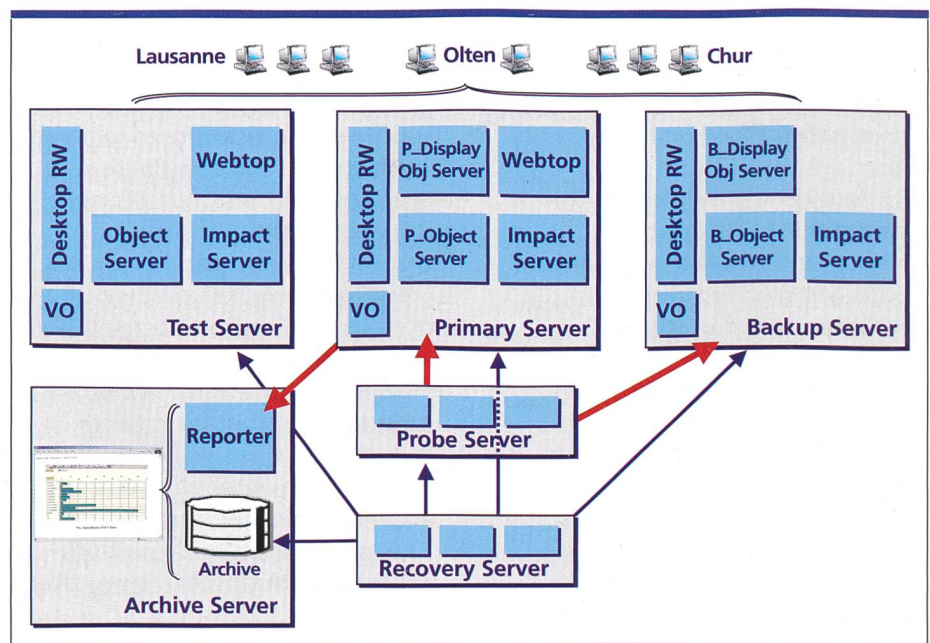 Lausanne
Olten
Chur
Desktop RW
Webtop
Object
Server
Impact
Server
VO
Test Server
Desktop RW
P_Display
Obj Server
Webtop
P_Object
Server
Impact
Server
VO
Primary Server
Desktop RW
B_Display
Obj Server
B_Object
Server
Impact
Server
VO
Backup Server
Reporter
Archive
Archive Server
Probe Server
Recovery Server